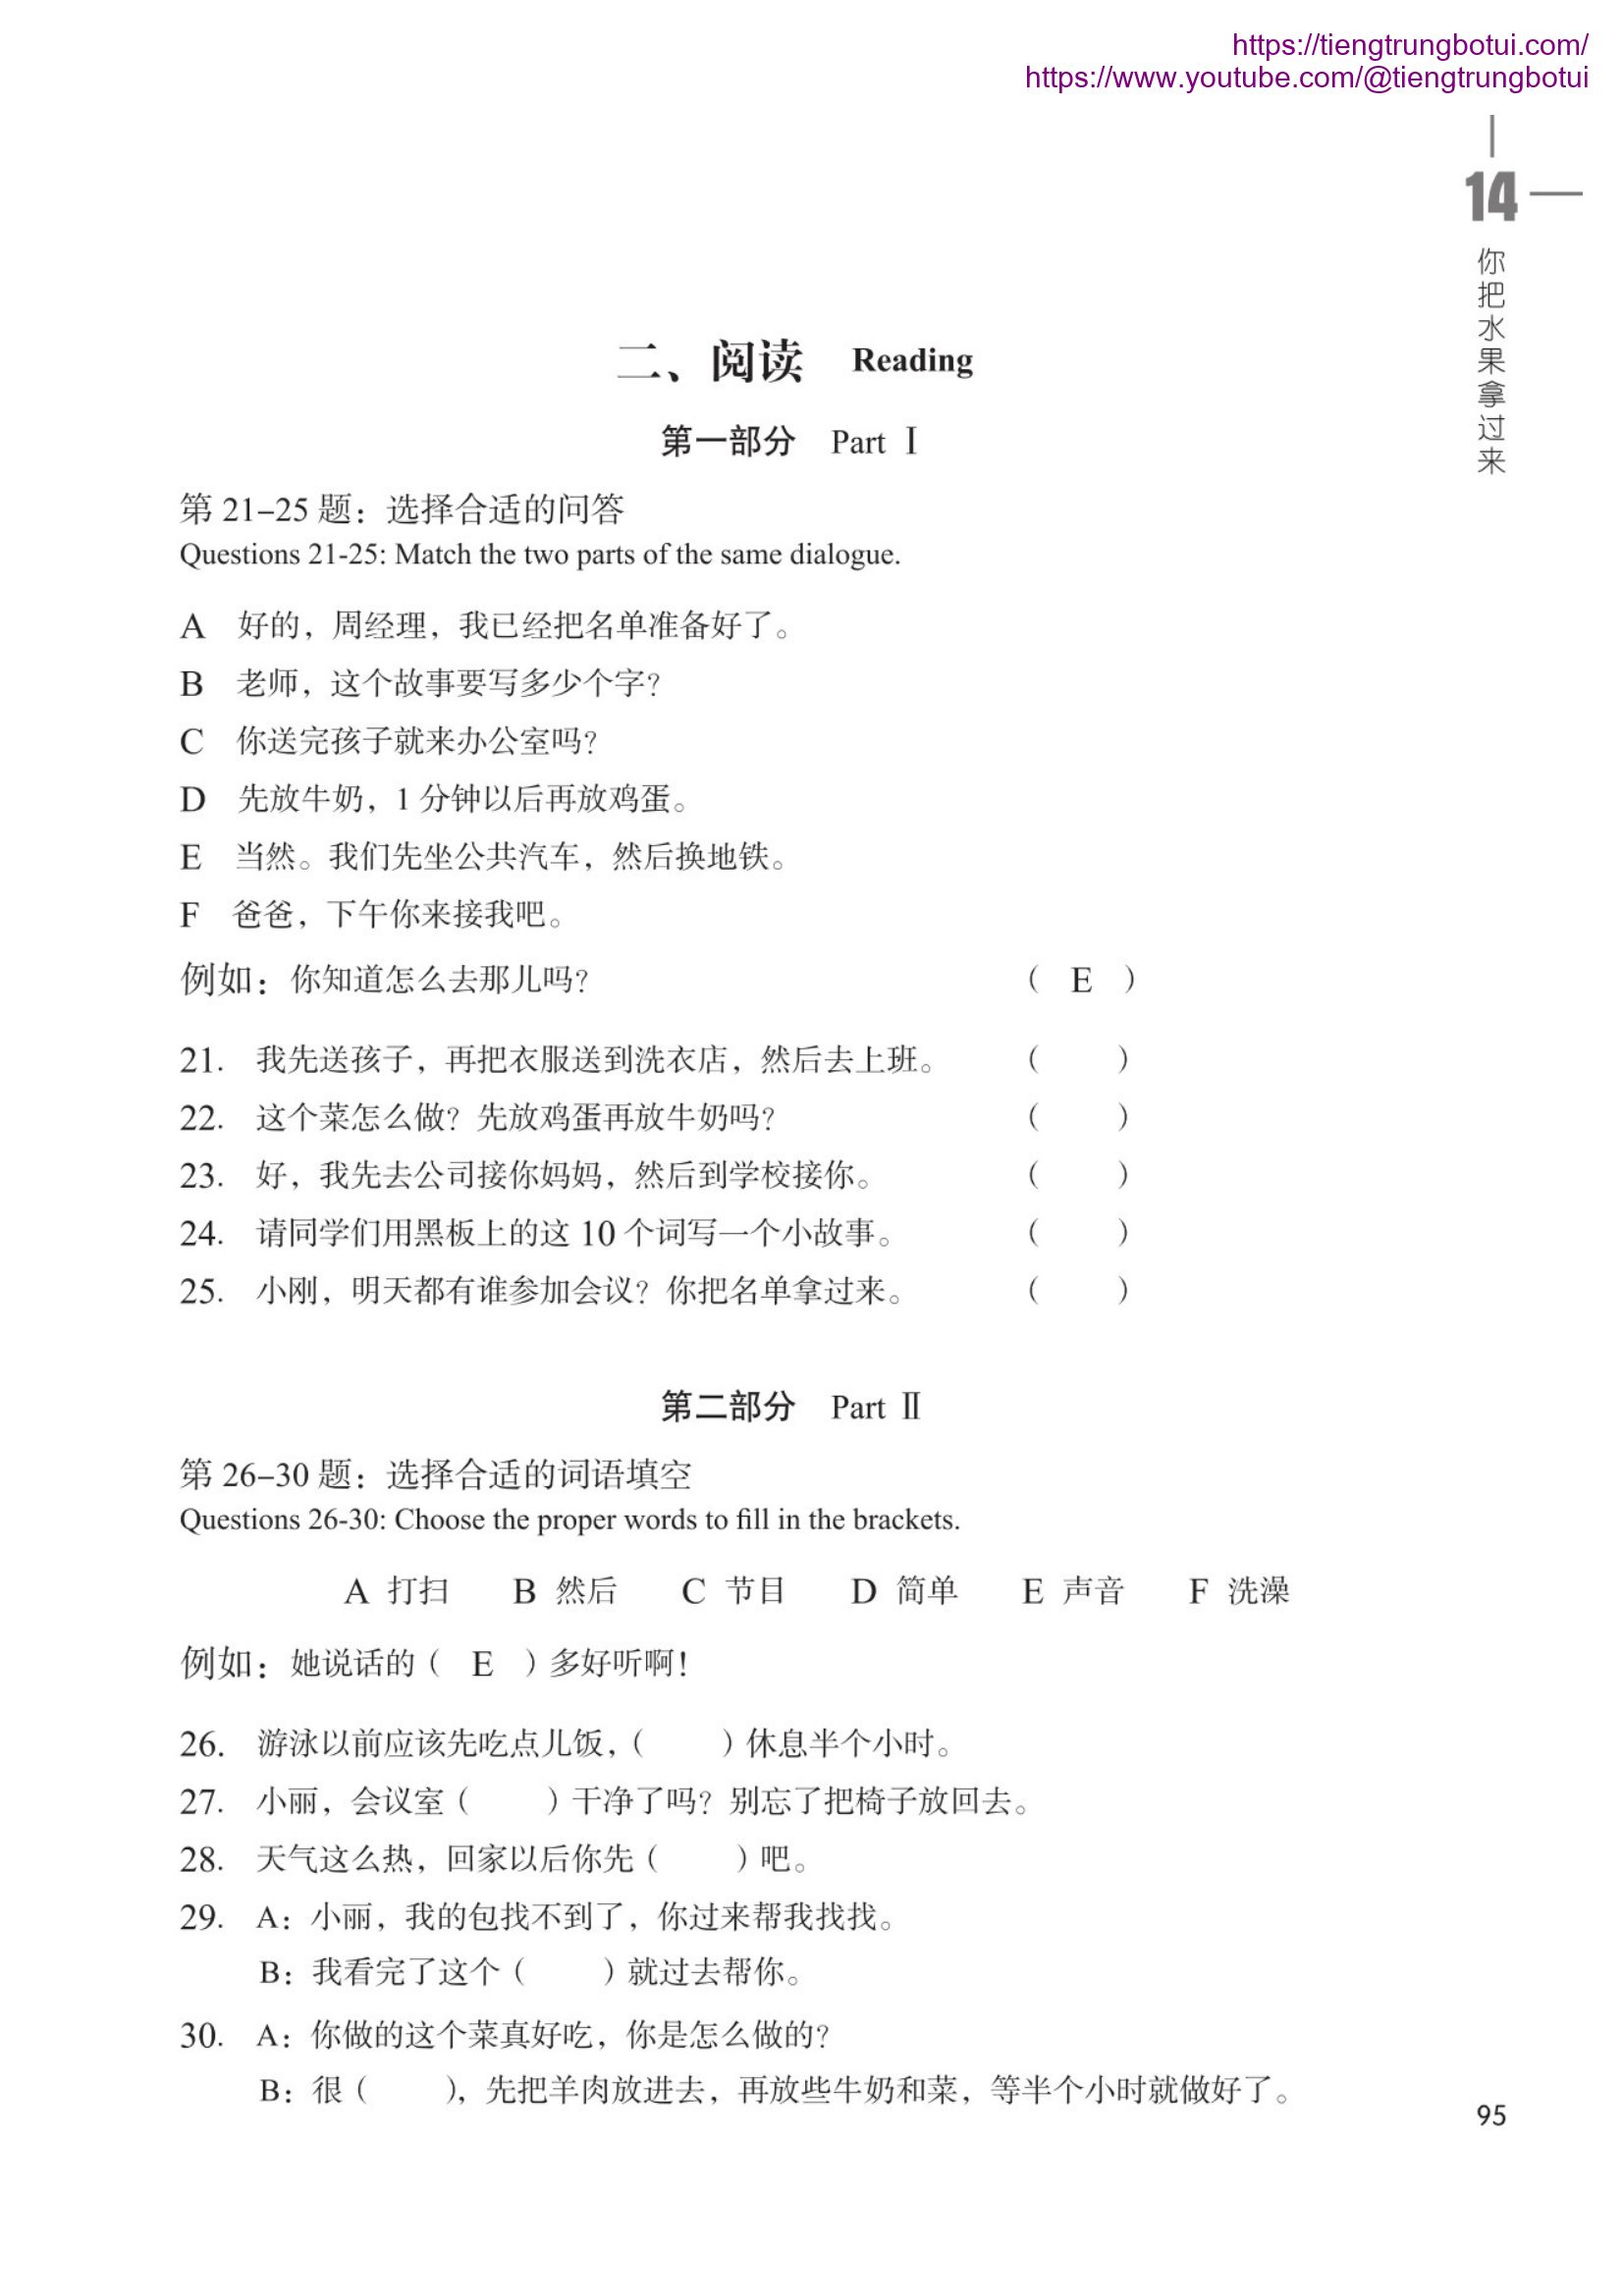 https://tiengtrungbotui.com/
https://www.youtube.com/@tiengtrungbotui
14
你把水果拿过来
二、阅读 Reading
第一部分 Part Ⅰ
第 21–25 题：选择合适的问答
Questions 21-25: Match the two parts of the same dialogue.
A 好的，周经理，我已经把名单准备好了。
B 老师，这个故事要写多少个字？
C 你送完孩子就来办公室吗？
D 先放牛奶，1 分钟以后再放鸡蛋。
E 当然。我们先坐公共汽车，然后换地铁。
F 爸爸，下午你来接我吧。
例如：你知道怎么去那儿吗？ （ E ）
21. 我先送孩子，再把衣服送到洗衣店，然后去上班。 （ ）
22. 这个菜怎么做？先放鸡蛋再放牛奶吗？ （ ）
23. 好，我先去公司接你妈妈，然后到学校接你。 （ ）
24. 请同学们用黑板上的这 10 个词写一个小故事。 （ ）
25. 小刚，明天都有谁参加会议？你把名单拿过来。 （ ）
第二部分 Part Ⅱ
第 26–30 题：选择合适的词语填空
Questions 26-30: Choose the proper words to fill in the brackets.
A 打扫 B 然后 C 节目 D 简单 E 声音 F 洗澡
例如：她说话的（ E ）多好听啊！
26. 游泳以前应该先吃点儿饭，（ ）休息半个小时。
27. 小丽，会议室（ ）干净了吗？别忘了把椅子放回去。
28. 天气这么热，回家以后你先（ ）吧。
29. A：小丽，我的包找不到了，你过来帮我找找。
B：我看完了这个（ ）就过去帮你。
30. A：你做的这个菜真好吃，你是怎么做的？
B：很（ ），先把羊肉放进去，再放些牛奶和菜，等半个小时就做好了。
95